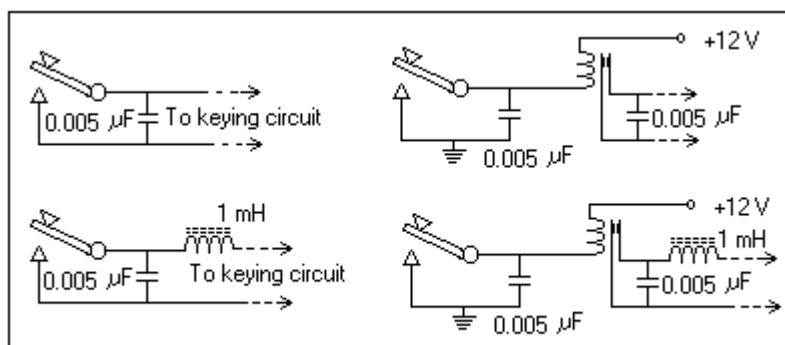 +12 V
0.005 µF
To keying circuit
0.005 µF
0.005 µF
1 mH
+12 V
1 mH
0.005 µF
To keying circuit
0.005 µF
0.005 µF